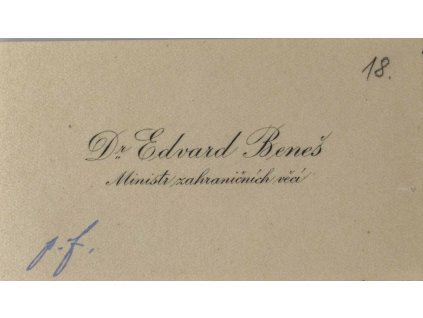 18.
Dr Edvard Beneš
Ministr zahraničních věcí
p.f.